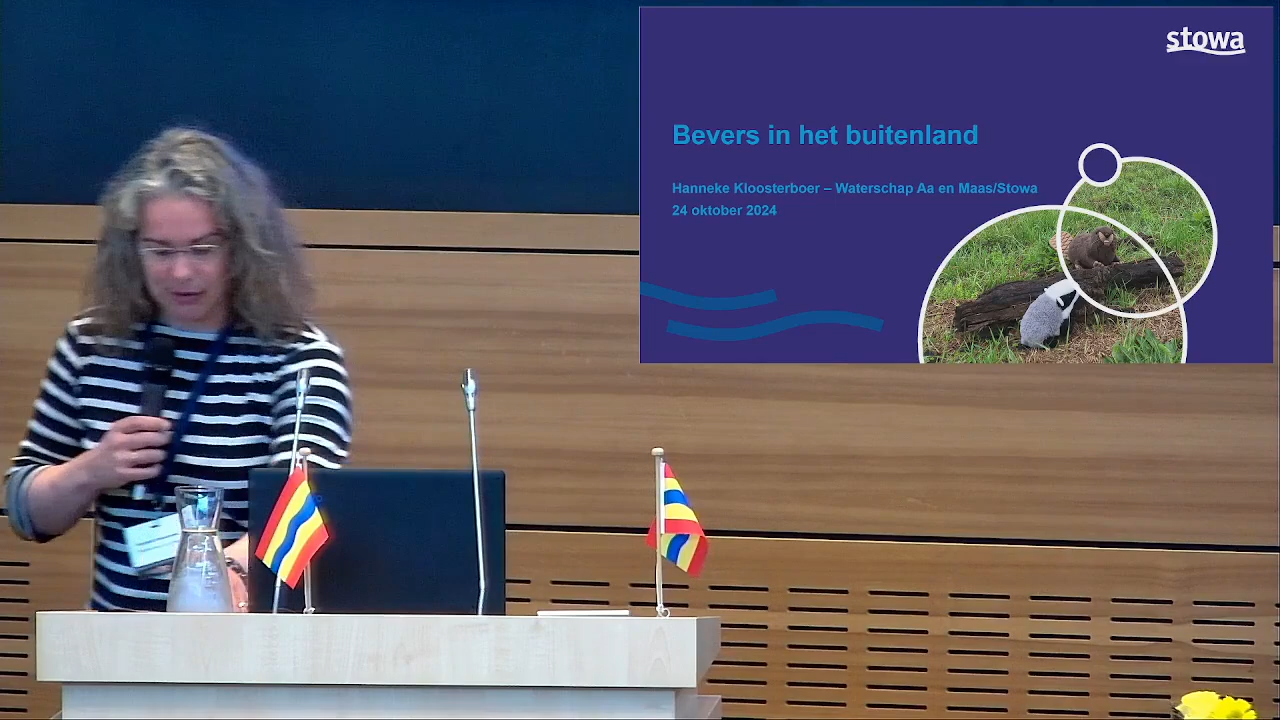 stowa
Bevers in het buitenland
Hanneke Kloosterboer – Waterschap Aa en Maas/Stowa
24 oktober 2024